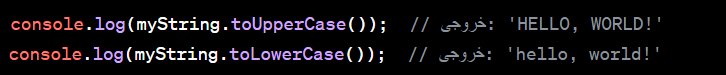 console.log(myString.toUpperCase());  // خروجی: 'HELLO, WORLD!'
console.log(myString.toLowerCase());  // خروجی: 'hello, world!'